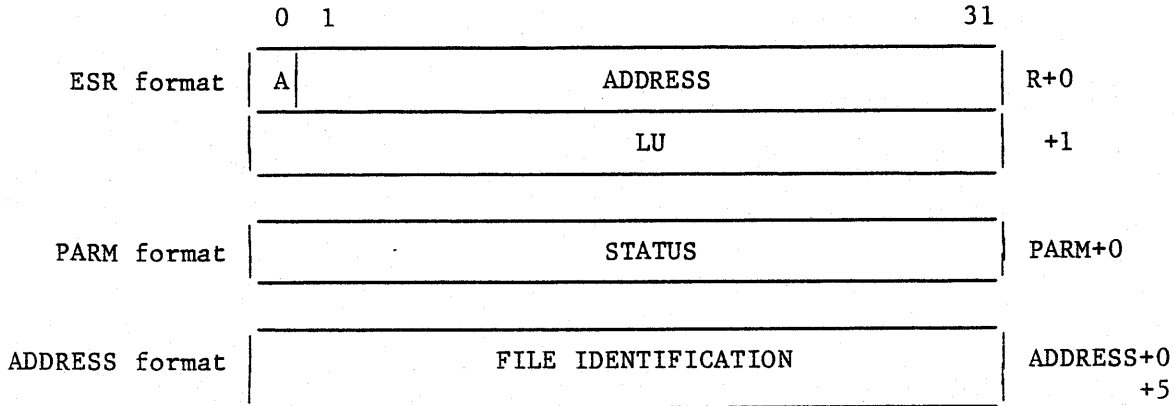 0 1 31
ESR format A ADDRESS R+0
LU +1
PARM format STATUS PARM+0
ADDRESS format FILE IDENTIFICATION ADDRESS+0
+5